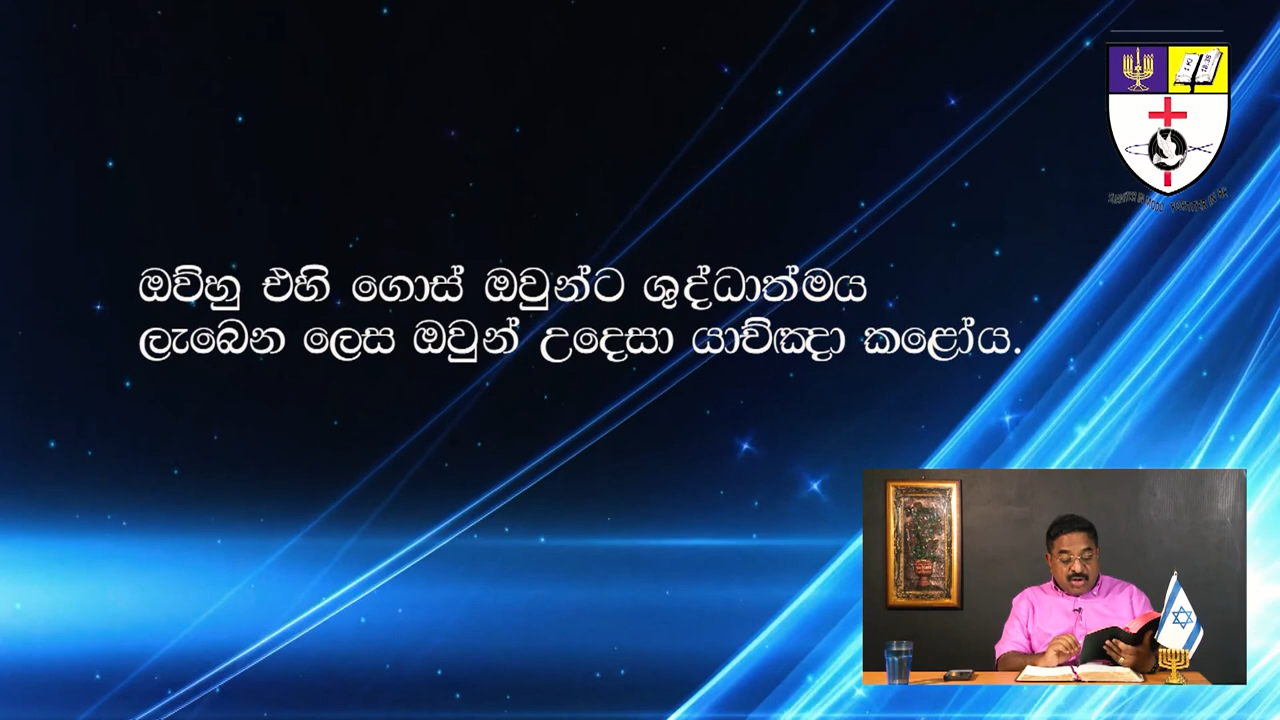 ඔව්හු එහි ගොස් ඔවුන්ට ශුද්ධාත්මය
ලැබෙන ලෙස ඔවුන් උදෙසා යාච්ඤා කළෝය.